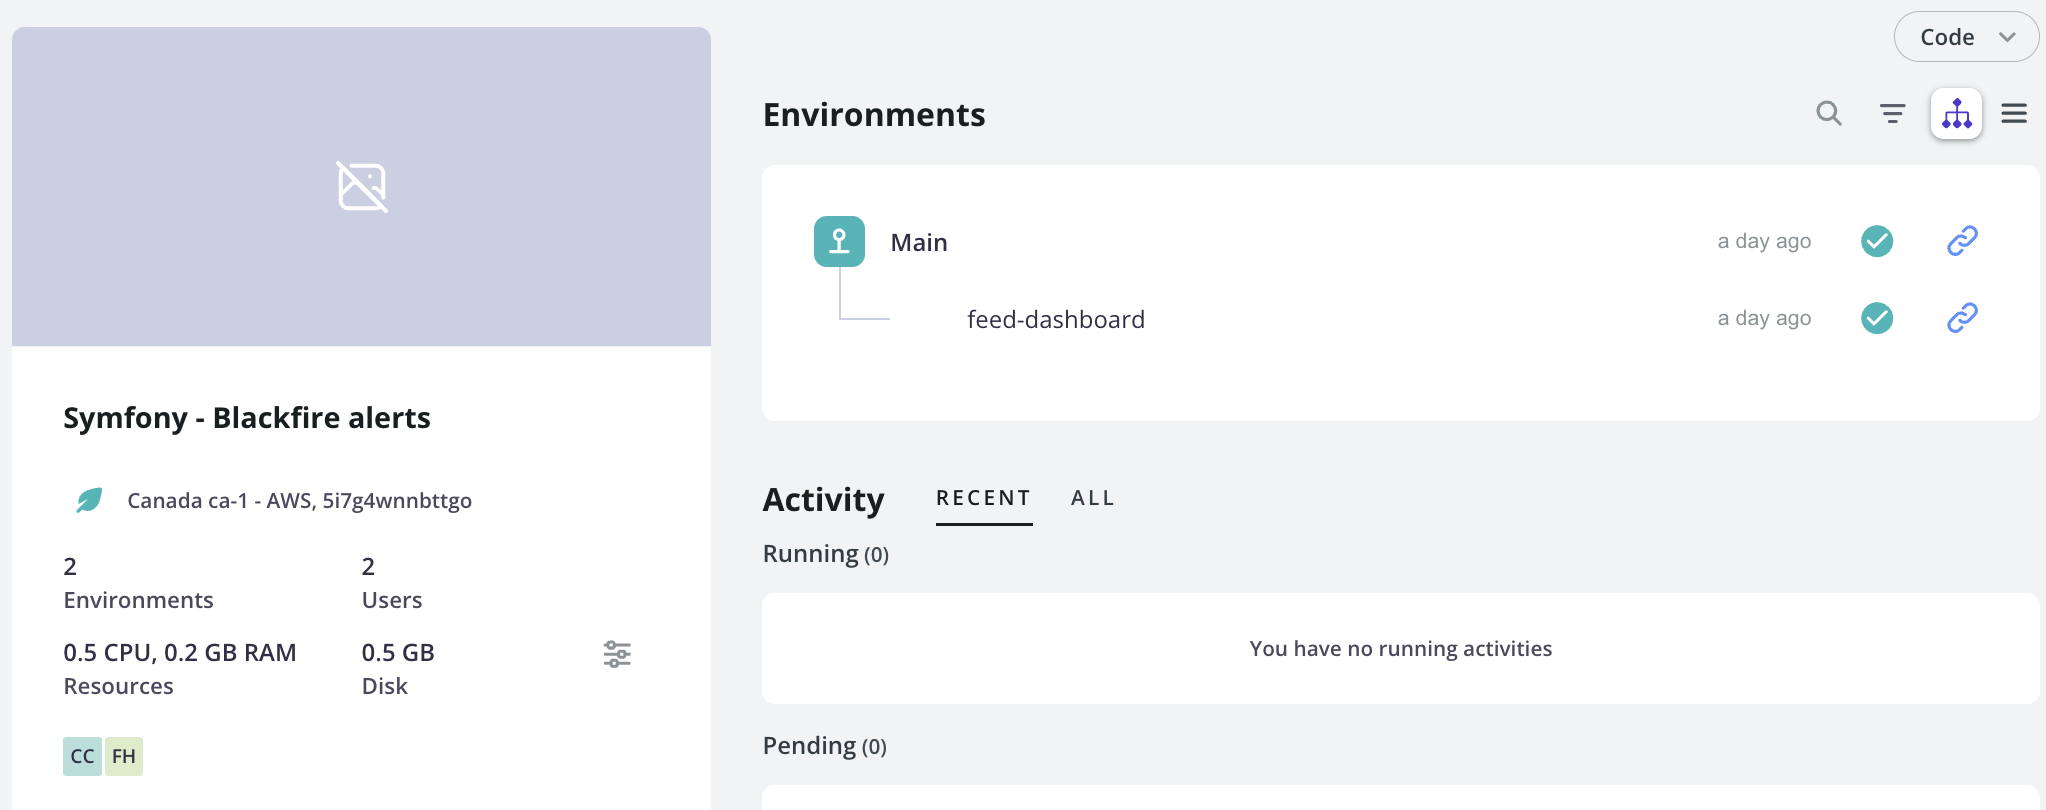 Code
Environments
Main
a day ago
feed-dashboard
a day ago
Symfony - Blackfire alerts
Canada ca-1 - AWS, 5i7g4wnnbttgo
2
Environments
2
Users
0.5 CPU, 0.2 GB RAM
Resources
0.5 GB
Disk
CC
FH
Activity
RECENT
ALL
Running (0)
You have no running activities
Pending (0)